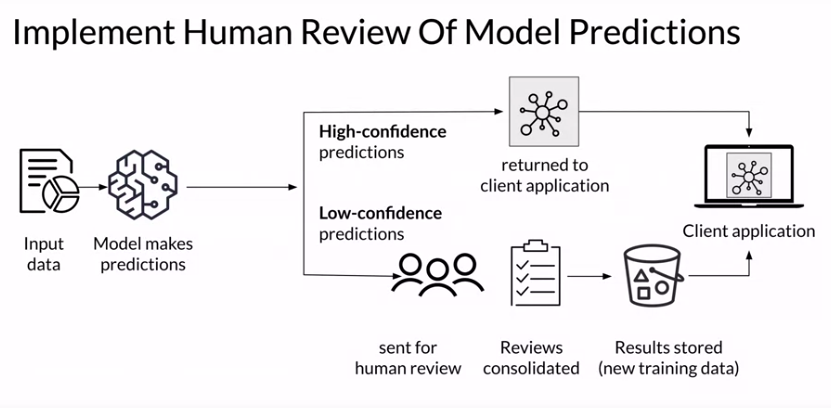 Implement Human Review Of Model Predictions
High-confidence
predictions
returned to
client application
Low-confidence
predictions
Input
data
Model makes
predictions
Client application
sent for
human review
Reviews
consolidated
Results stored
(new training data)